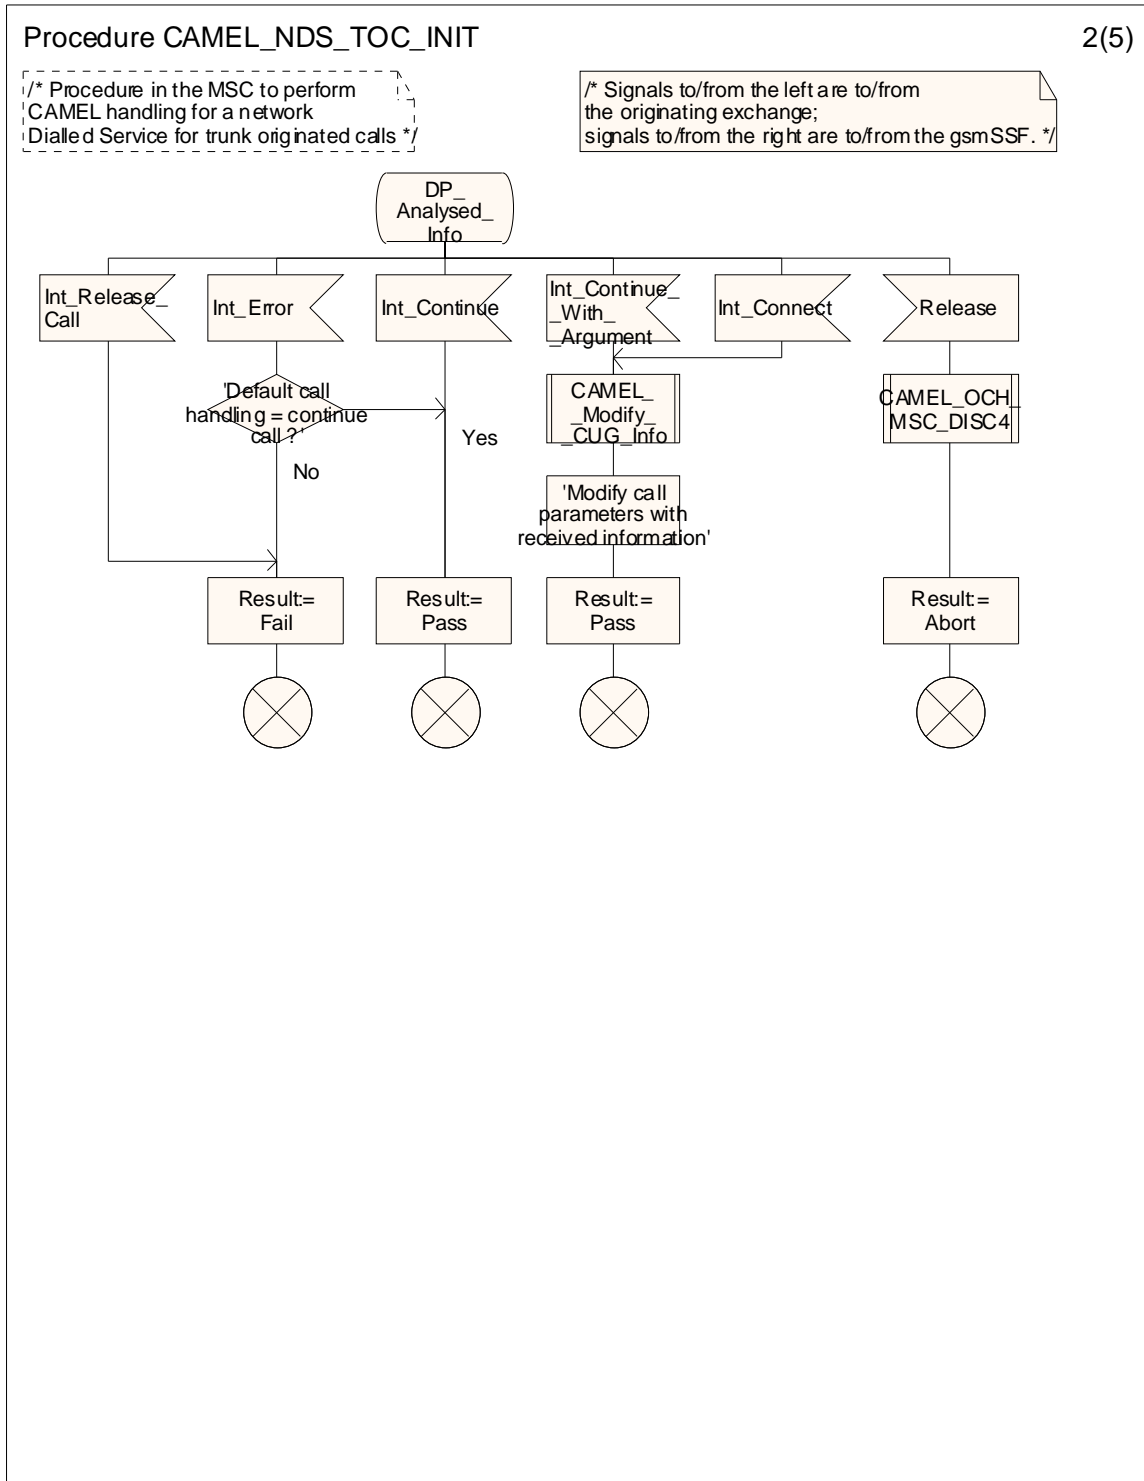 Procedure CAMEL_NDS_TOC_INIT
2(5)
/* Procedure in the MSC to perform
CAMEL handling for a network
Dialled Service for trunk originated calls */
/* Signals to/from the left are to/from
the originating exchange;
signals to/from the right are to/from the gsmSSF. */
DP_
Analysed_
Info
Int_Release_
Call
Int_Error
Int_Continue
Int_Continue_
_With_
_Argument
Int_Connect
Release
'Default call
handling = continue
call ?'
Yes
No
CAMEL_
_Modify_
_CUG_Info
CAMEL_OCH_
MSC_DISC4
'Modify call
parameters with
received information'
Result:=
Fail
Result:=
Pass
Result:=
Pass
Result:=
Abort